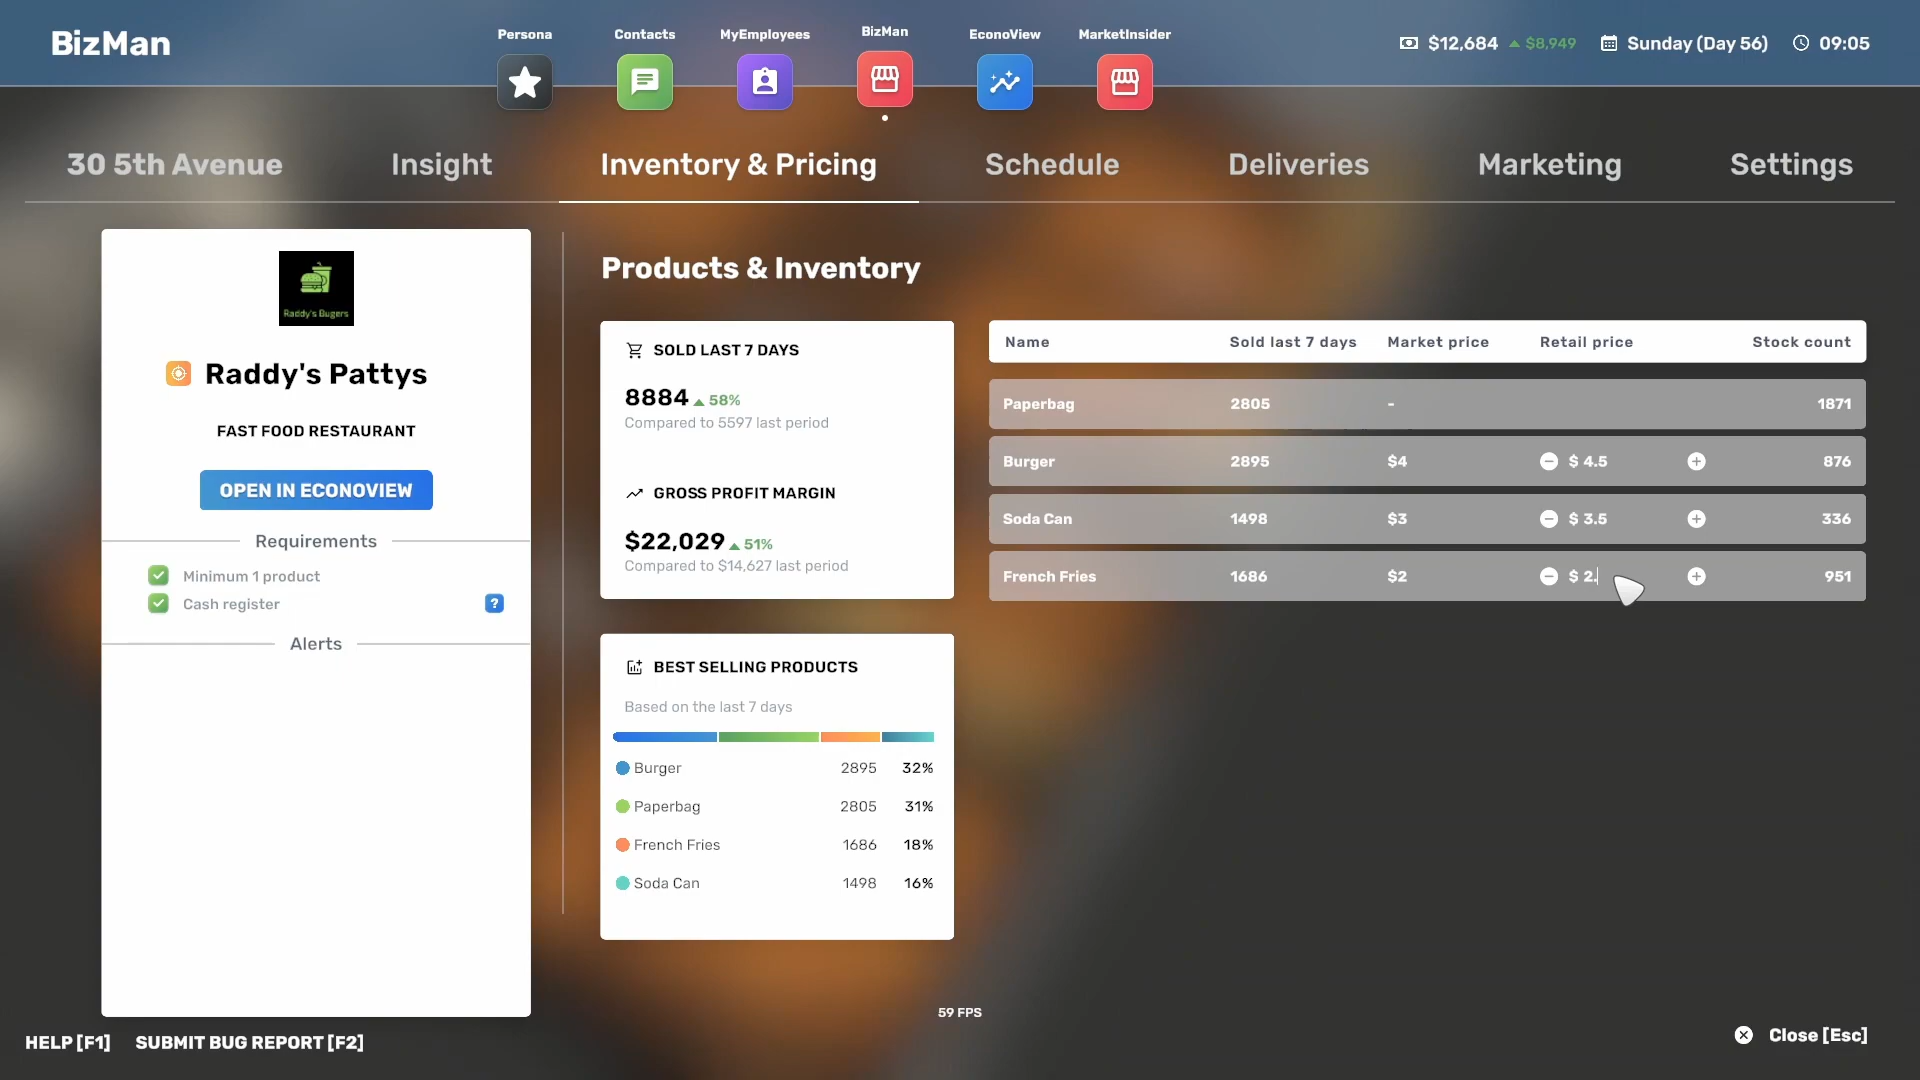 BizMan
Persona
Contacts
MyEmployees
BizMan
EconoView
MarketInsider
$12,684 $8,949 Sunday (Day 56) 09:05
30 5th Avenue Insight Inventory & Pricing Schedule Deliveries Marketing Settings
Raddy's Bugers
Raddy's Pattys
FAST FOOD RESTAURANT
OPEN IN ECONOVIEW
Requirements
Minimum 1 product
Cash register ?
Alerts
Products & Inventory
SOLD LAST 7 DAYS
8884 58%
Compared to 5597 last period
GROSS PROFIT MARGIN
$22,029 51%
Compared to $14,627 last period
BEST SELLING PRODUCTS
Based on the last 7 days
Burger 2895 32%
Paperbag 2805 31%
French Fries 1686 18%
Soda Can 1498 16%
Name Sold last 7 days Market price Retail price Stock count
Paperbag 2805 - 1871
Burger 2895 $4 $ 4.5 876
Soda Can 1498 $3 $ 3.5 336
French Fries 1686 $2 $ 2. 951
59 FPS
HELP [F1] SUBMIT BUG REPORT [F2]
Close [Esc]